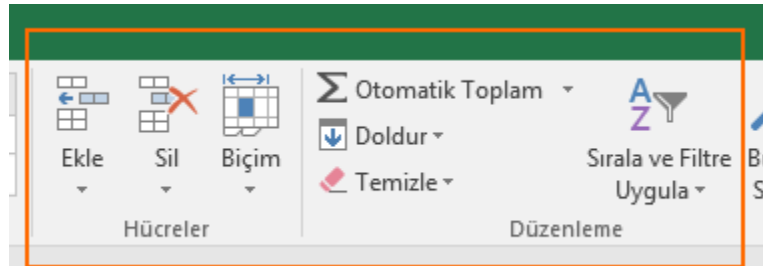 Ekle
Sil
Biçim
Hücreler
Otomatik Toplam
Doldur
Temizle
Sırala ve Filtre
Uygula
Düzenleme